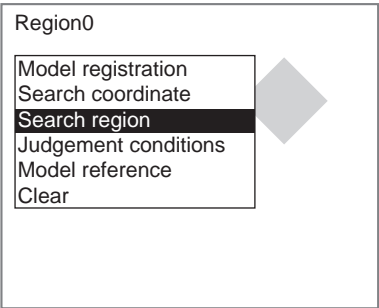 Region0
Model registration
Search coordinate
Search region
Judgement conditions
Model reference
Clear